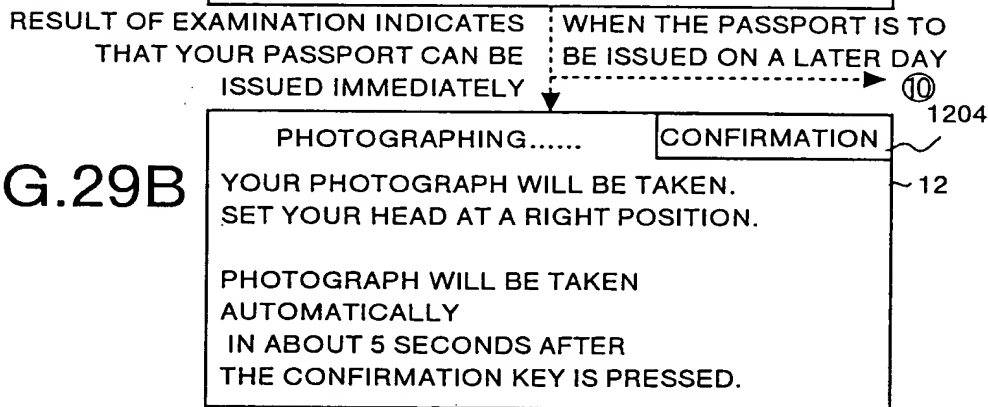 RESULT OF EXAMINATION INDICATES
THAT YOUR PASSPORT CAN BE
ISSUED IMMEDIATELY
WHEN THE PASSPORT IS TO
BE ISSUED ON A LATER DAY
⑩
1204
PHOTOGRAPHING......
CONFIRMATION
12
G.29B
YOUR PHOTOGRAPH WILL BE TAKEN.
SET YOUR HEAD AT A RIGHT POSITION.
PHOTOGRAPH WILL BE TAKEN
AUTOMATICALLY
IN ABOUT 5 SECONDS AFTER
THE CONFIRMATION KEY IS PRESSED.